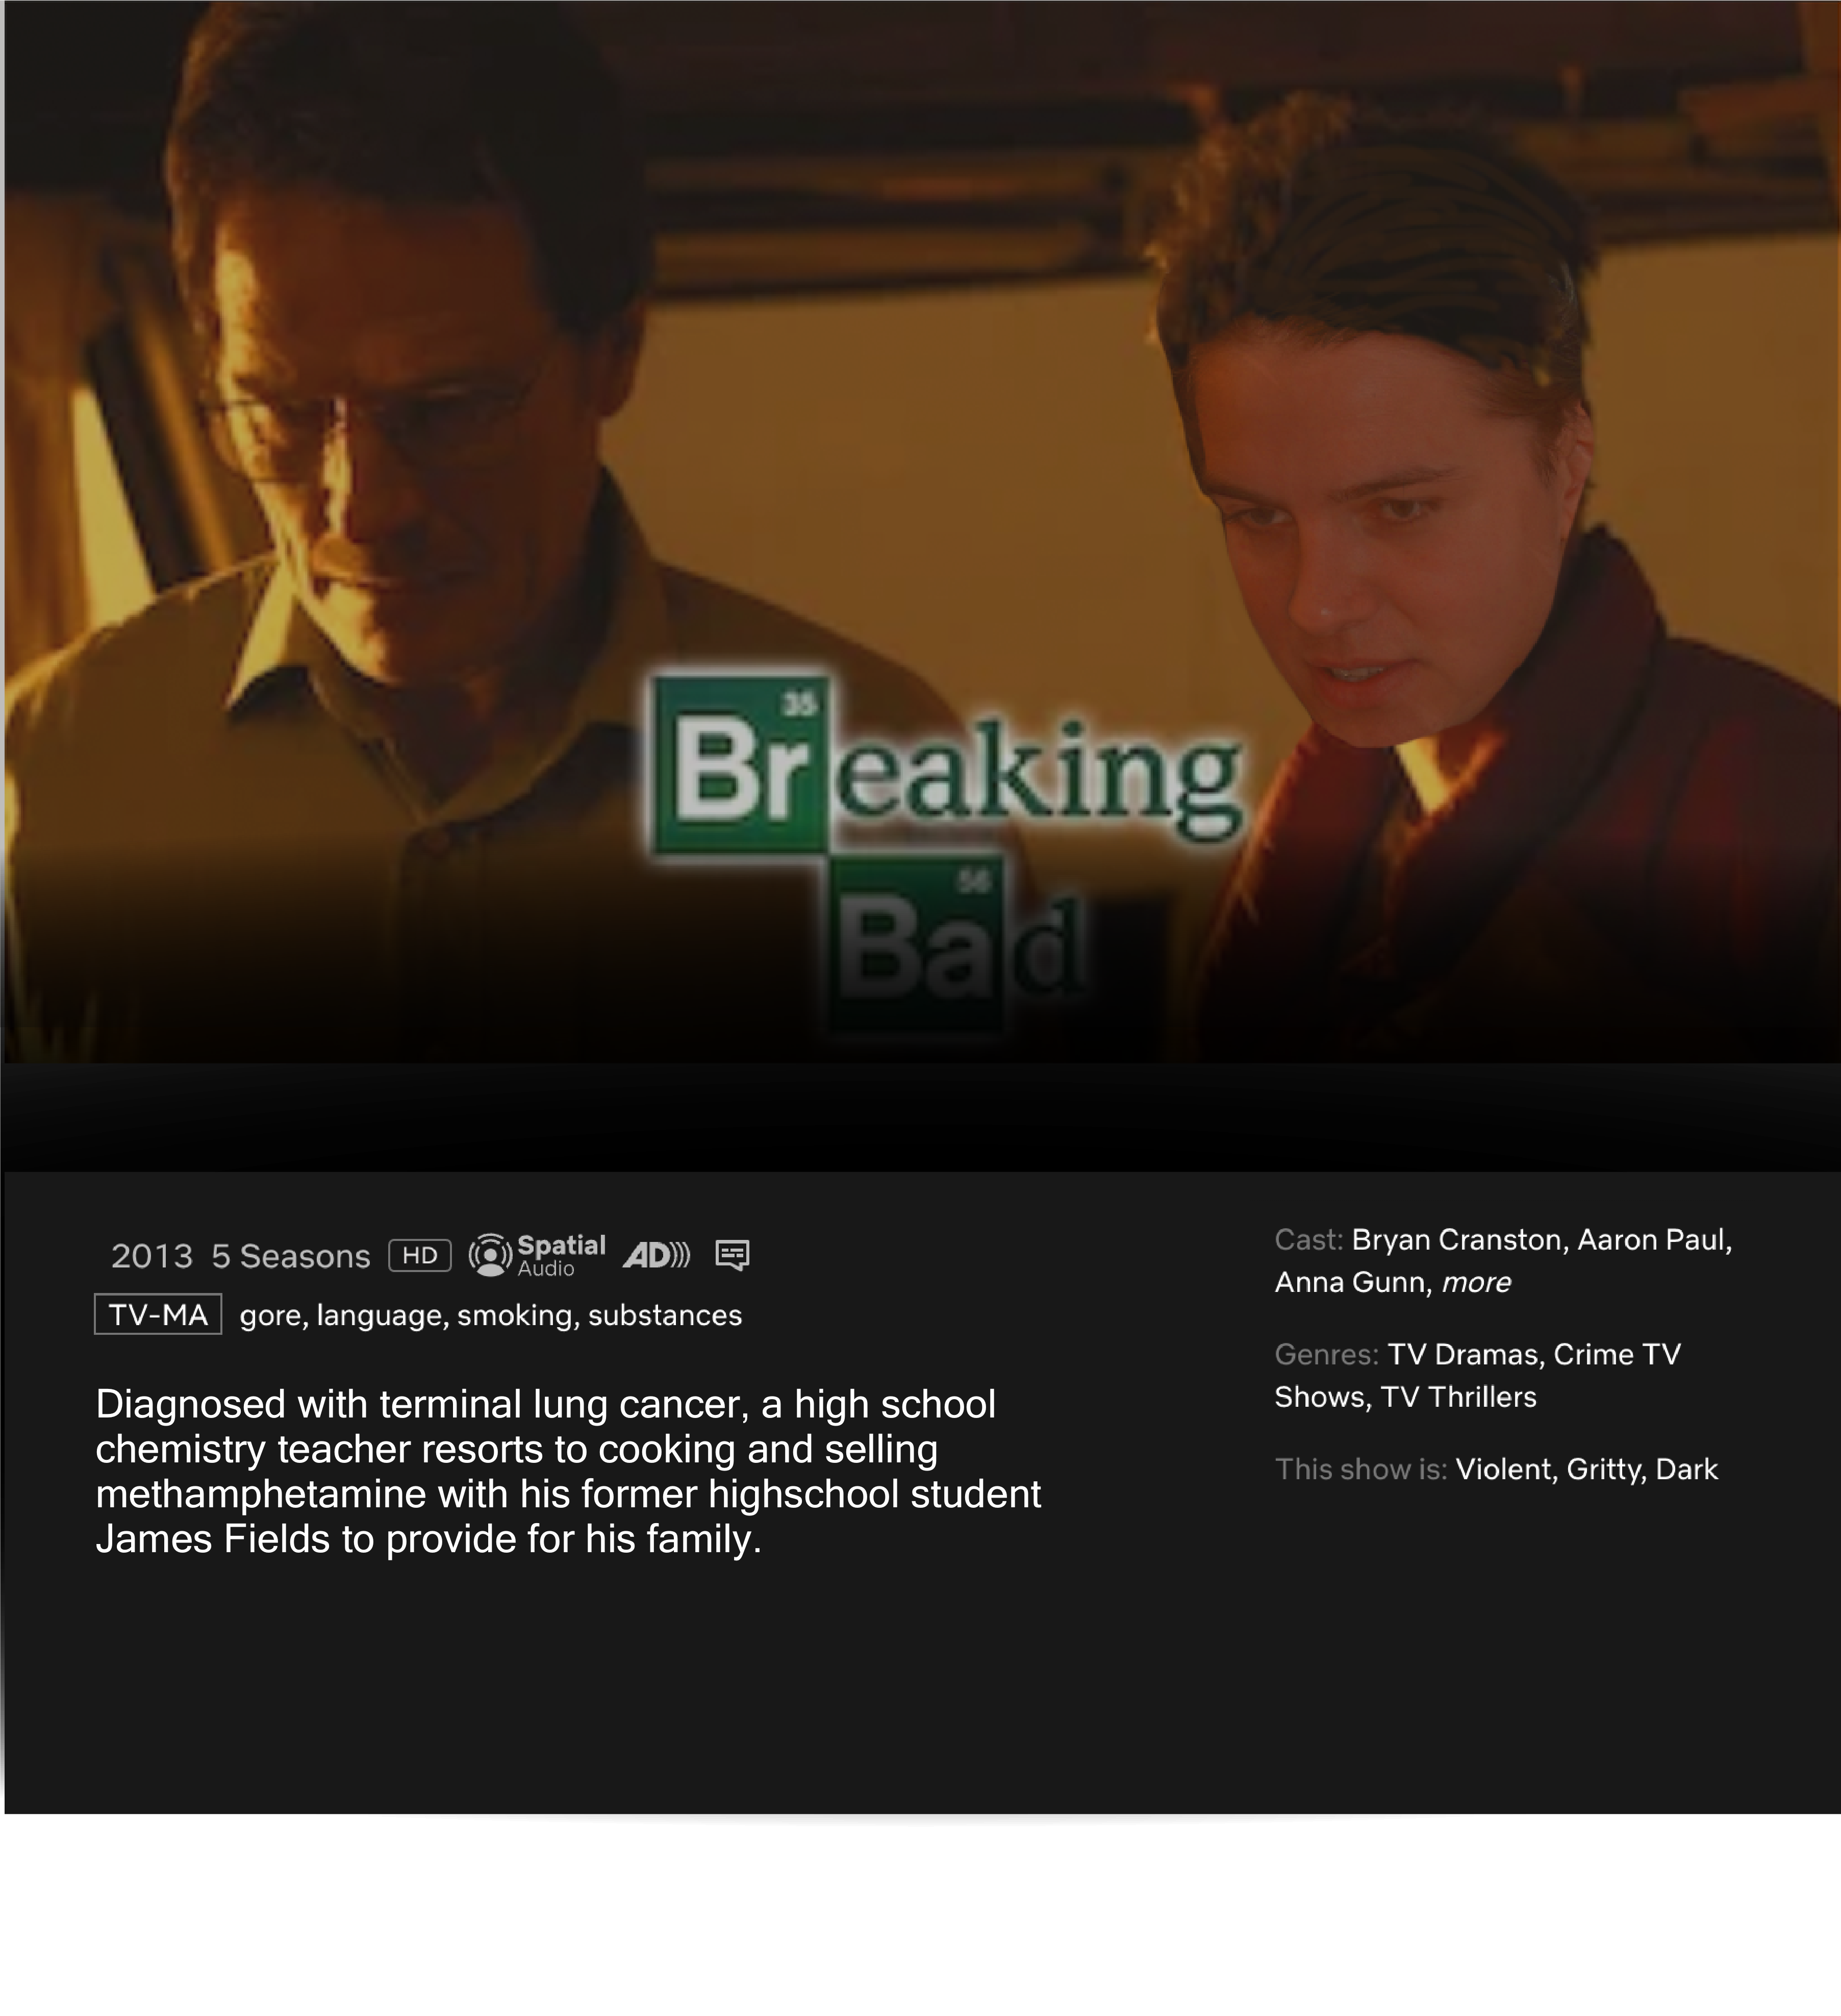 35
Breaking
56
Bad
2013 5 Seasons HD Spatial Audio AD
TV-MA gore, language, smoking, substances
Diagnosed with terminal lung cancer, a high school
chemistry teacher resorts to cooking and selling
methamphetamine with his former highschool student
James Fields to provide for his family.
Cast: Bryan Cranston, Aaron Paul,
Anna Gunn, more
Genres: TV Dramas, Crime TV
Shows, TV Thrillers
This show is: Violent, Gritty, Dark